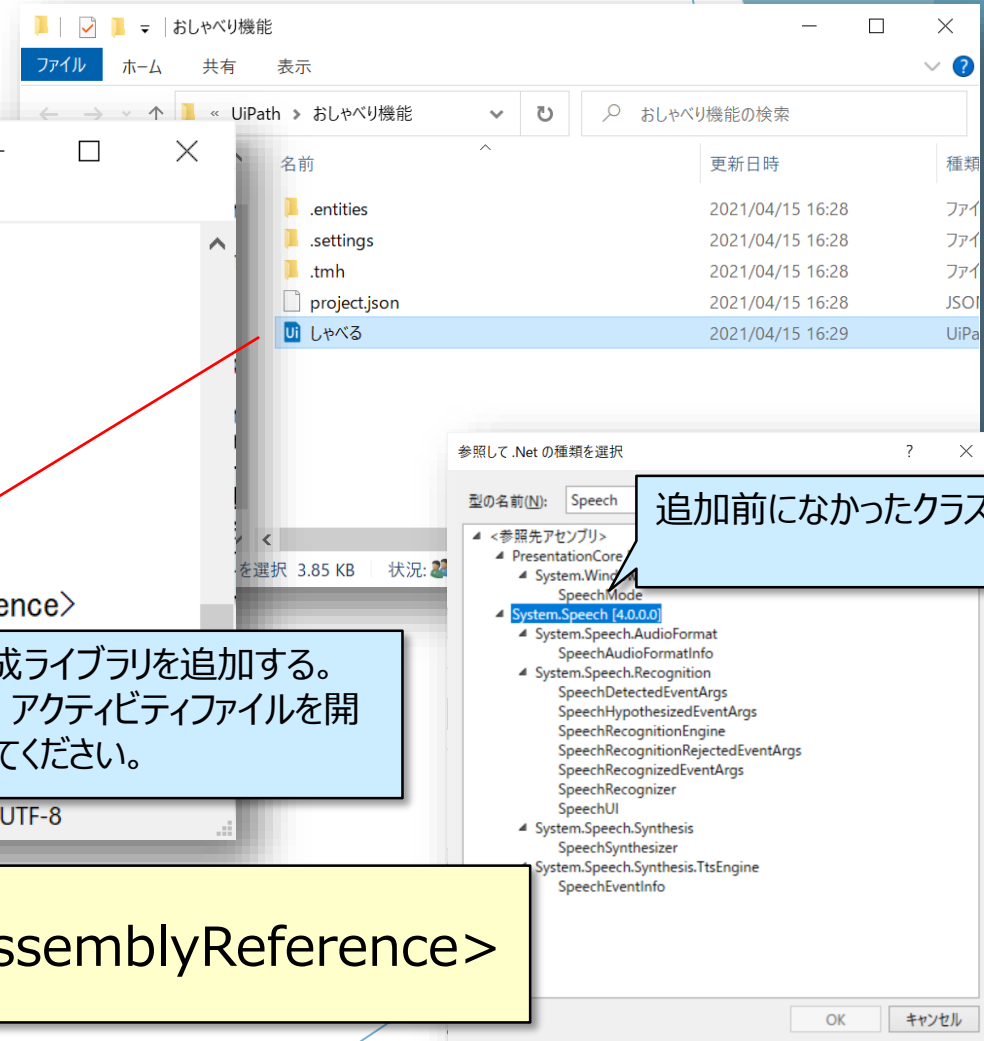 おしゃべり機能
ファイル ホーム 共有 表示
« UiPath › おしゃべり機能
おしゃべり機能の検索
名前 更新日時 種類
.entities 2021/04/15 16:28 ファイ
.settings 2021/04/15 16:28 ファイ
.tmh 2021/04/15 16:28 ファイ
project.json 2021/04/15 16:28 JSO
しゃべる 2021/04/15 16:29 UiPa
を選択 3.85 KB 状況:
ence>
成ライブラリを追加する。
アクティビティファイルを開
てください。
UTF-8
ssemblyReference>
参照して .Net の種類を選択 ?
型の名前(N): Speech
追加前になかったクラス
<参照先アセンブリ>
PresentationCore
System.Wind
SpeechMode
System.Speech [4.0.0.0]
System.Speech.AudioFormat
SpeechAudioFormatInfo
System.Speech.Recognition
SpeechDetectedEventArgs
SpeechHypothesizedEventArgs
SpeechRecognitionEngine
SpeechRecognitionRejectedEventArgs
SpeechRecognizedEventArgs
SpeechRecognizer
SpeechUI
System.Speech.Synthesis
SpeechSynthesizer
System.Speech.Synthesis.TtsEngine
SpeechEventInfo
OK キャンセル